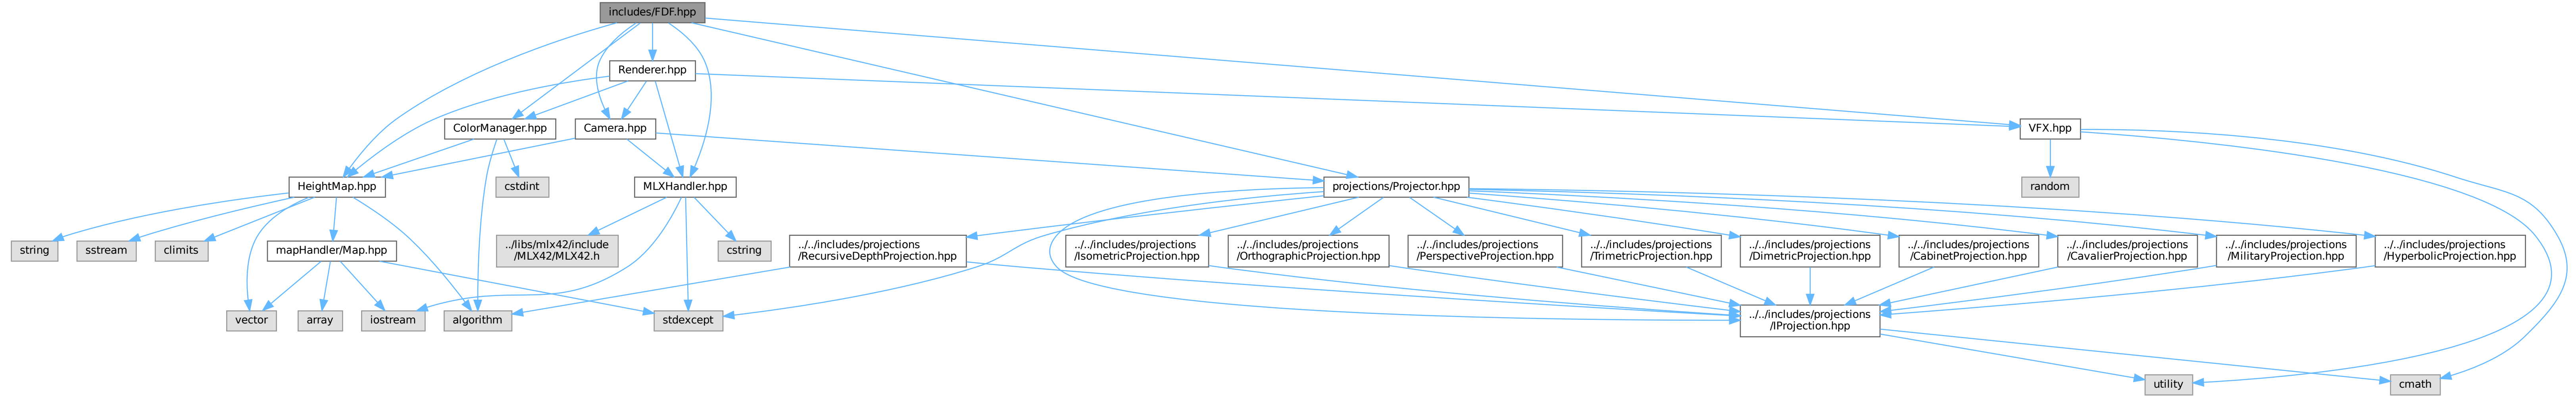 includes/FDF.hpp
Renderer.hpp
ColorManager.hpp
Camera.hpp
VFX.hpp
HeightMap.hpp
cstdint
MLXHandler.hpp
projections/Projector.hpp
random
string
sstream
climits
mapHandler/Map.hpp
../libs/mlx42/include
/MLX42/MLX42.h
cstring
../../includes/projections
/RecursiveDepthProjection.hpp
../../includes/projections
/IsometricProjection.hpp
../../includes/projections
/OrthographicProjection.hpp
../../includes/projections
/PerspectiveProjection.hpp
../../includes/projections
/TrimetricProjection.hpp
../../includes/projections
/DimetricProjection.hpp
../../includes/projections
/CabinetProjection.hpp
../../includes/projections
/CavalierProjection.hpp
../../includes/projections
/MilitaryProjection.hpp
../../includes/projections
/HyperbolicProjection.hpp
vector
array
iostream
algorithm
stdexcept
../../includes/projections
/IProjection.hpp
utility
cmath